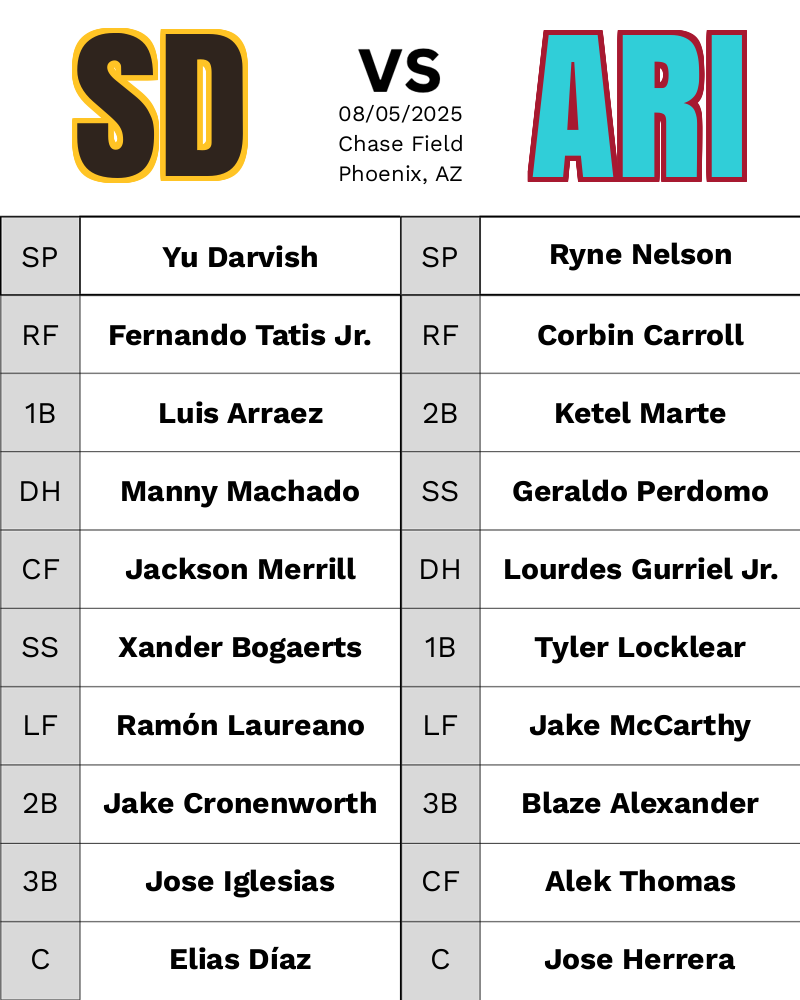 SD
VS
08/05/2025
Chase Field
Phoenix, AZ
ARI
SP Yu Darvish SP Ryne Nelson
RF Fernando Tatis Jr. RF Corbin Carroll
1B Luis Arraez 2B Ketel Marte
DH Manny Machado SS Geraldo Perdomo
CF Jackson Merrill DH Lourdes Gurriel Jr.
SS Xander Bogaerts 1B Tyler Locklear
LF Ramón Laureano LF Jake McCarthy
2B Jake Cronenworth 3B Blaze Alexander
3B Jose Iglesias CF Alek Thomas
C Elias Díaz C Jose Herrera